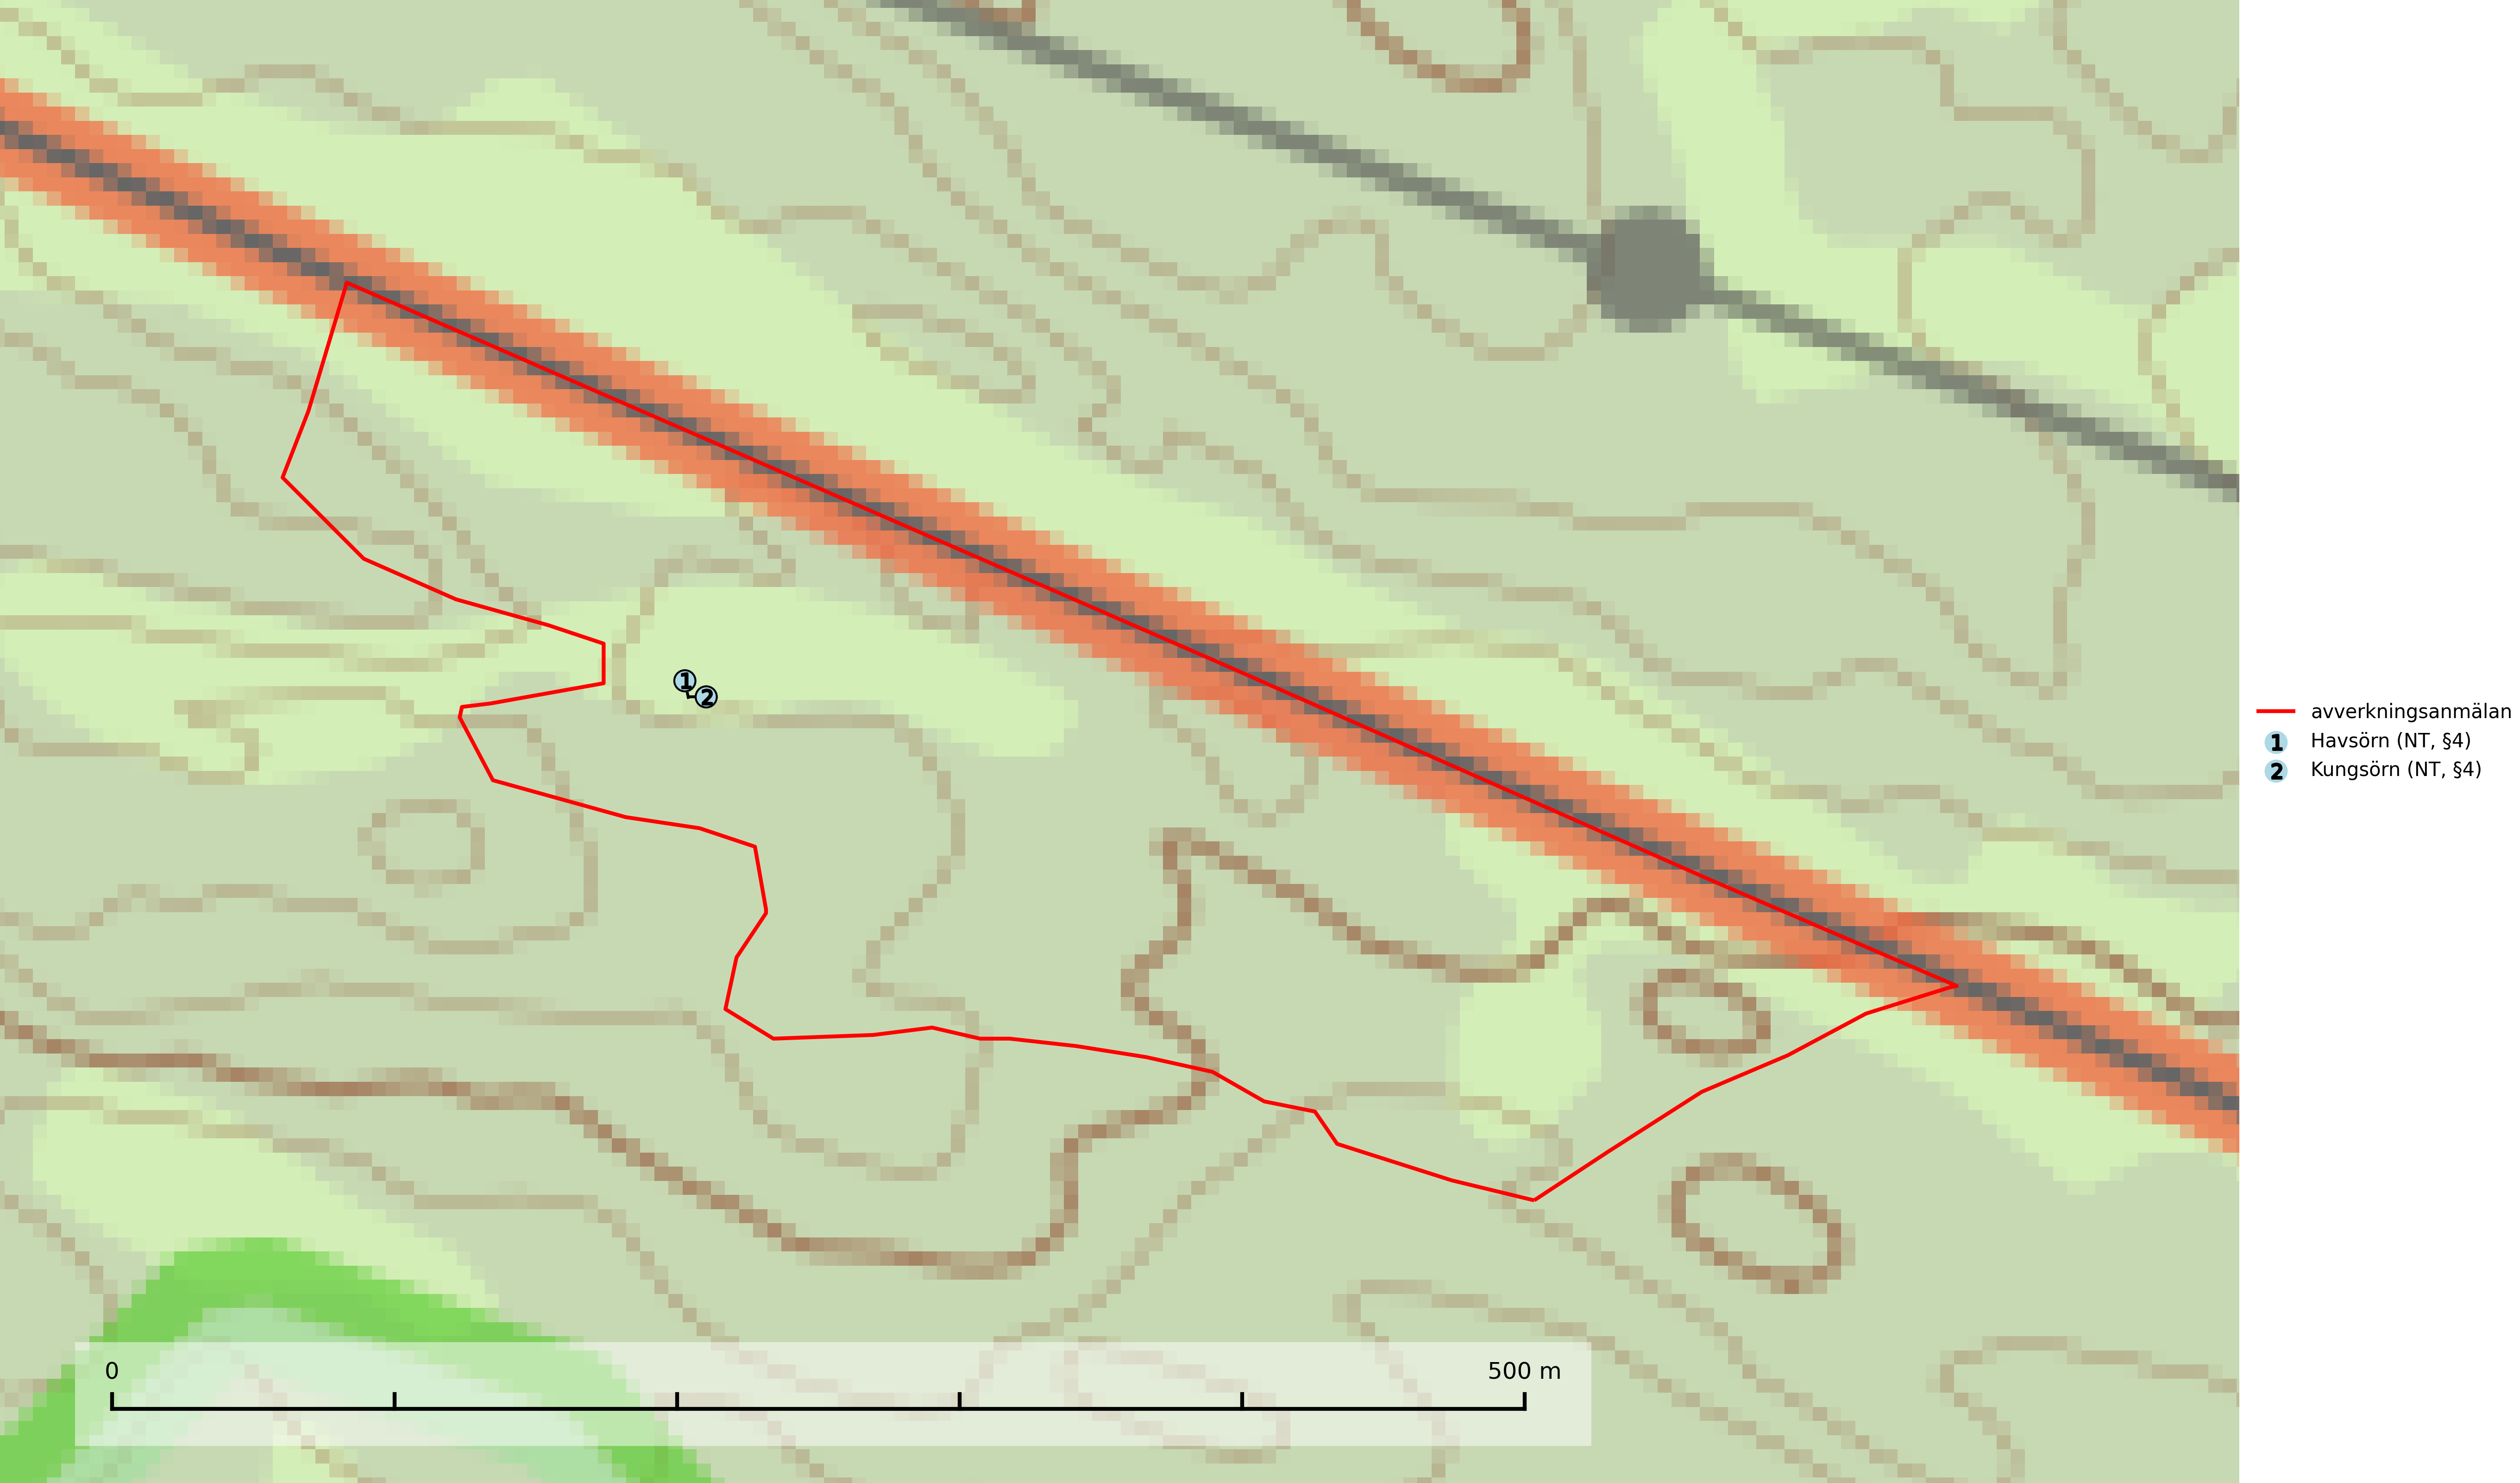 1
2
avverkningsanmälan
1 Havsörn (NT, §4)
2 Kungsörn (NT, §4)
0 500 m